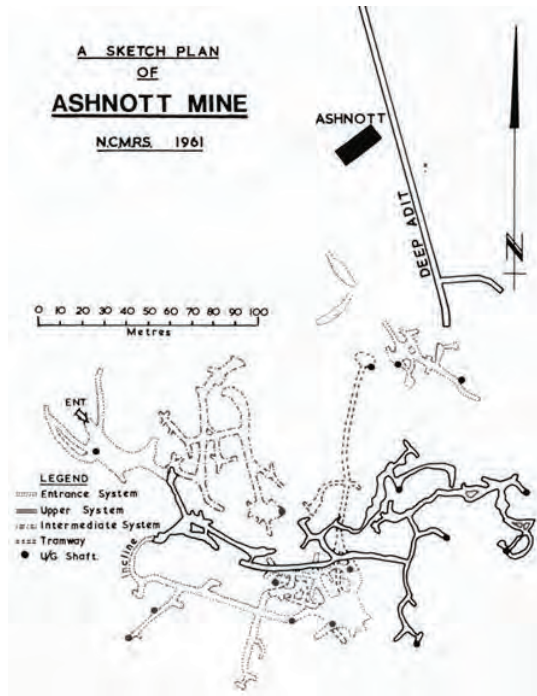 A SKETCH PLAN
OF
ASHNOTT MINE
N.C.M.R.S. 1961
ASHNOTT
DEEP ADIT
N
0 10 20 30 40 50 60 70 80 90 100
Metres
ENT.
LEGEND
Entrance System
Upper System
Intermediate System
Tramway
U/G Shaft.
Incline